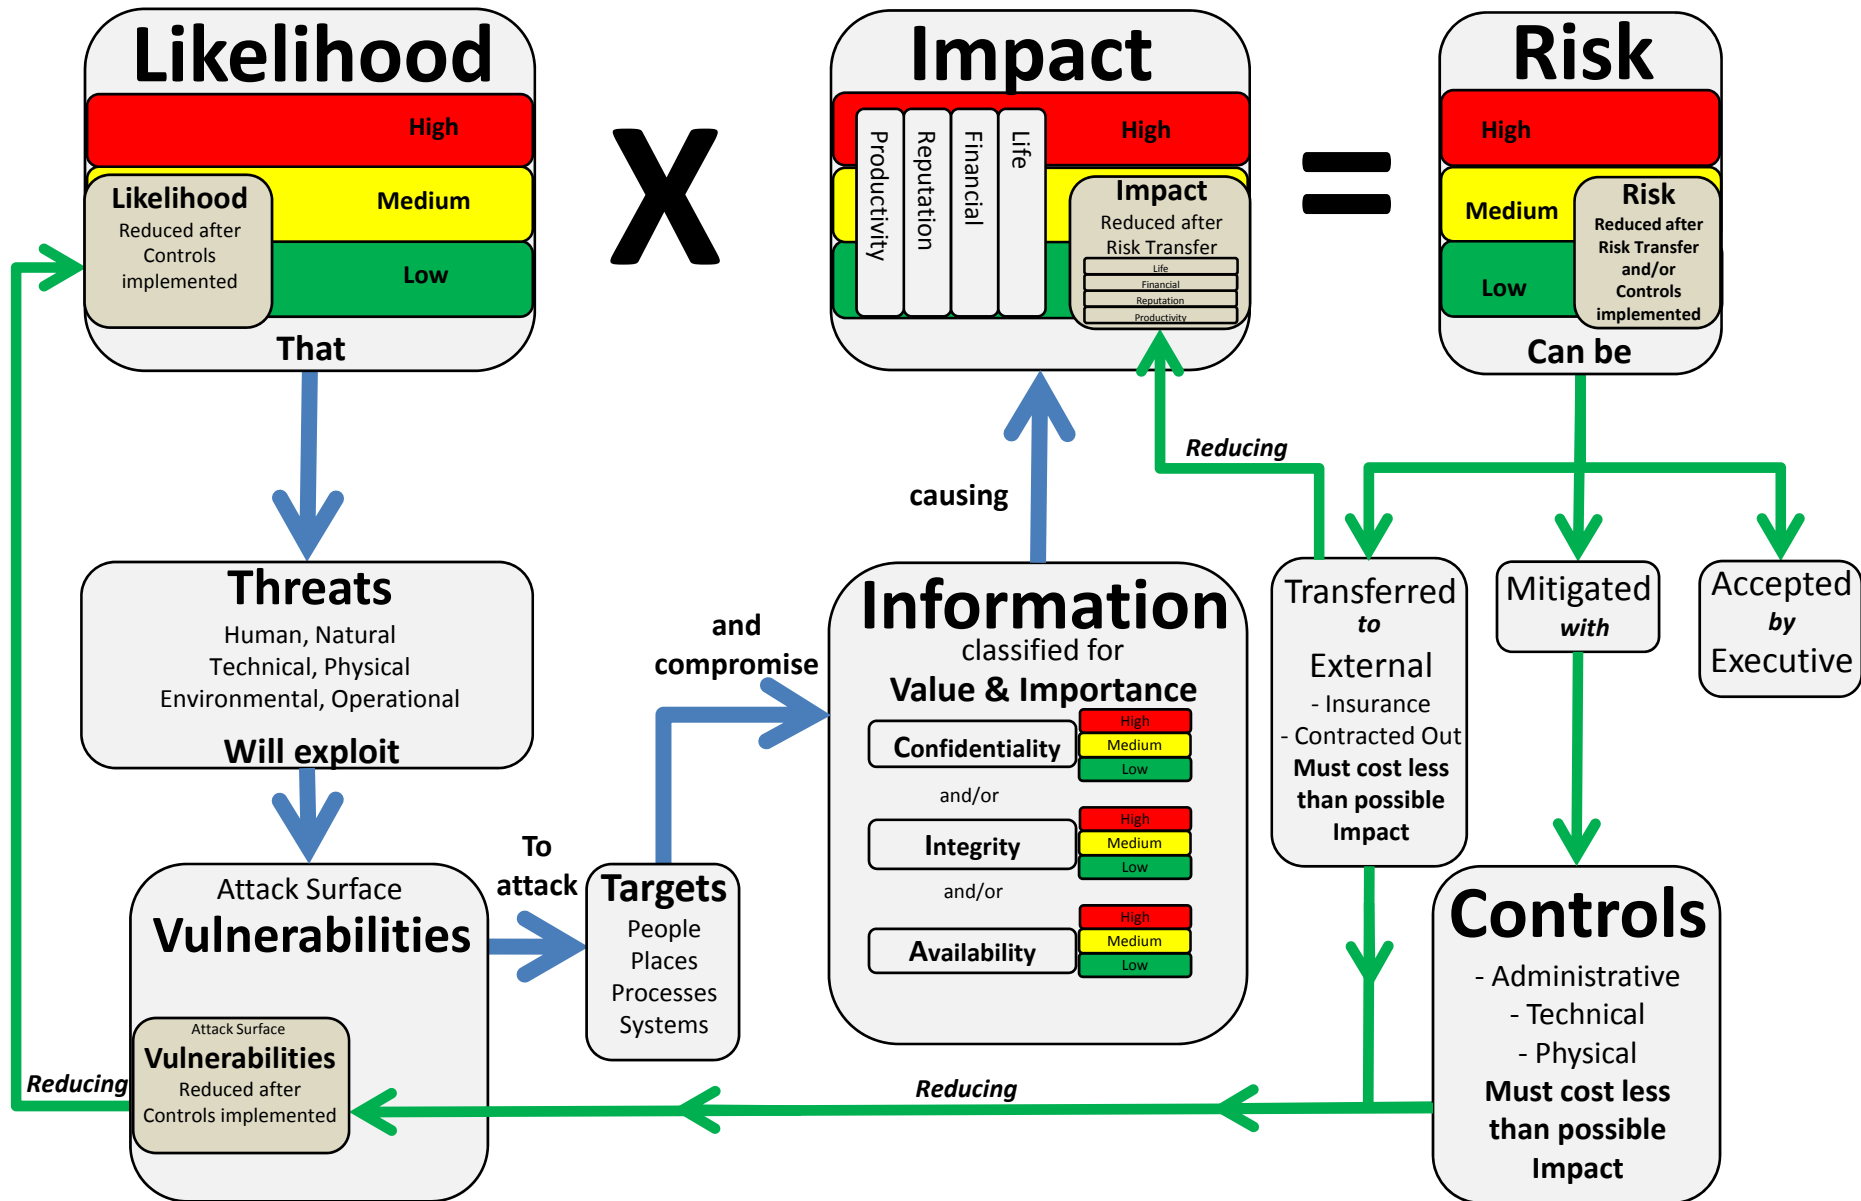 Likelihood
High
Medium
Low
Likelihood
Reduced after
Controls
implemented
That
X
Impact
High
Productivity
Reputation
Financial
Life
Impact
Reduced after
Risk Transfer
Life
Financial
Reputation
Productivity
=
Risk
High
Medium
Low
Risk
Reduced after
Risk Transfer
and/or
Controls
implemented
Can be
Reducing
causing
Threats
Human, Natural
Technical, Physical
Environmental, Operational
Will exploit
and
compromise
Information
classified for
Value & Importance
Confidentiality
High
Medium
Low
and/or
Integrity
High
Medium
Low
and/or
Availability
High
Medium
Low
Transferred
to
External
- Insurance
- Contracted Out
Must cost less
than possible
Impact
Mitigated
with
Accepted
by
Executive
To
attack
Targets
People
Places
Processes
Systems
Attack Surface
Vulnerabilities
Attack Surface
Vulnerabilities
Reduced after
Controls implemented
Reducing
Reducing
Controls
- Administrative
- Technical
- Physical
Must cost less
than possible
Impact